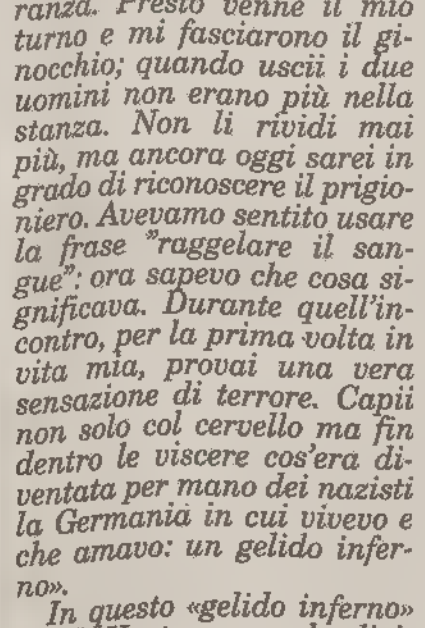 ranza. Presto venne il mio
turno e mi fasciarono il gi-
nocchio; quando uscii i due
uomini non erano più nella
stanza. Non li rividi mai
più, ma ancora oggi sarei in
grado di riconoscere il prigio-
niero. Avevamo sentito usare
la frase "raggelare il san-
gue": ora sapevo che cosa si-
gnificava. Durante quell'in-
contro, per la prima volta in
vita mia, provai una vera
sensazione di terrore. Capii
non solo col cervello ma fin
dentro le viscere cos'era di-
ventata per mano dei nazisti
la Germania in cui vivevo e
che amavo: un gelido infer-
no».
In questo «gelido inferno»